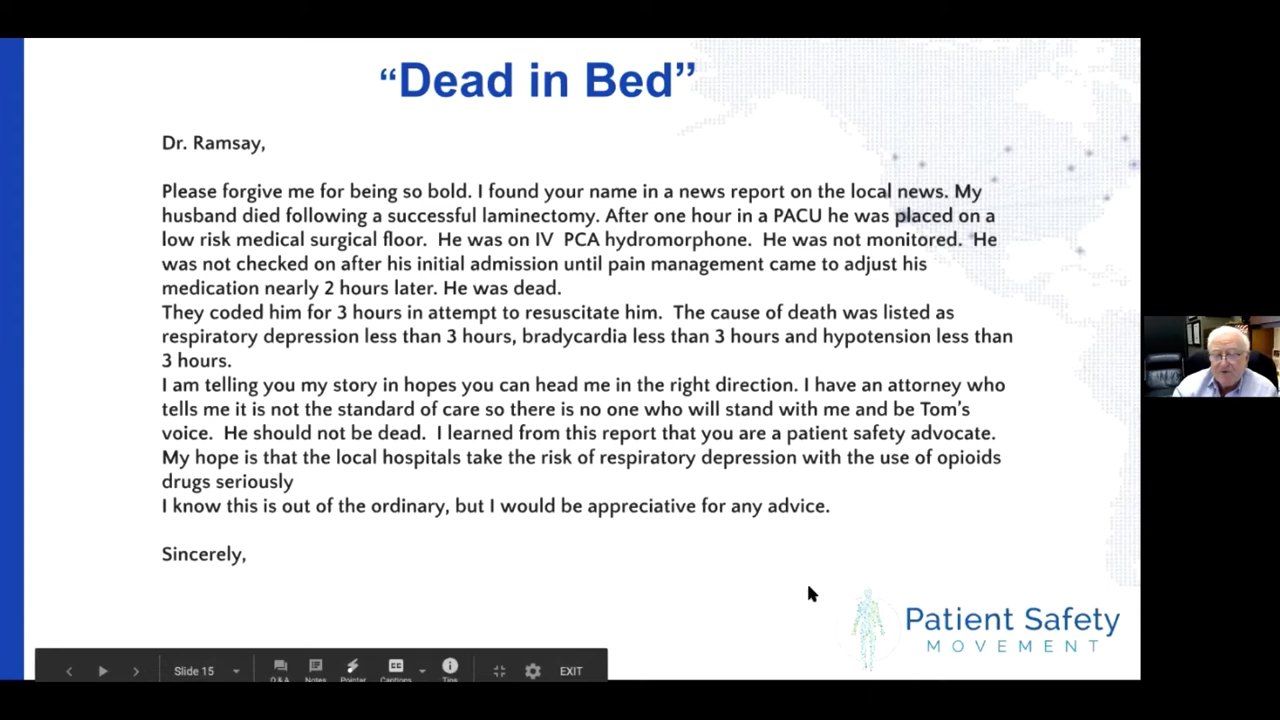 “Dead in Bed”
Dr. Ramsay,
Please forgive me for being so bold. I found your name in a news report on the local news. My
husband died following a successful laminectomy. After one hour in a PACU he was placed on a
low risk medical surgical floor. He was on IV PCA hydromorphone. He was not monitored. He
was not checked on after his initial admission until pain management came to adjust his
medication nearly 2 hours later. He was dead.
They coded him for 3 hours in attempt to resuscitate him. The cause of death was listed as
respiratory depression less than 3 hours, bradycardia less than 3 hours and hypotension less than
3 hours.
I am telling you my story in hopes you can head me in the right direction. I have an attorney who
tells me it is not the standard of care so there is no one who will stand with me and be Tom’s
voice. He should not be dead. I learned from this report that you are a patient safety advocate.
My hope is that the local hospitals take the risk of respiratory depression with the use of opioids
drugs seriously
I know this is out of the ordinary, but I would be appreciative for any advice.
Sincerely,
Patient Safety
MOVEMENT
Slide 15
Q & A Notes Pointer Captions Tips
EXIT